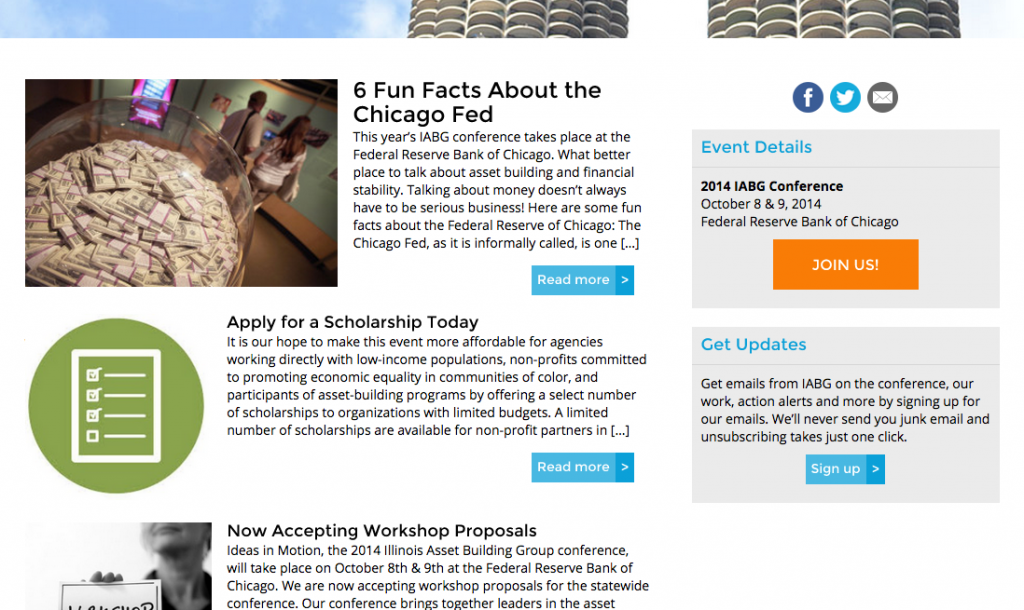 6 Fun Facts About the
Chicago Fed
This year’s IABG conference takes place at the
Federal Reserve Bank of Chicago. What better
place to talk about asset building and financial
stability. Talking about money doesn’t always
have to be serious business! Here are some fun
facts about the Federal Reserve of Chicago: The
Chicago Fed, as it is informally called, is one [...]
Read more >
Apply for a Scholarship Today
It is our hope to make this event more affordable for agencies
working directly with low-income populations, non-profits committed
to promoting economic equality in communities of color, and
participants of asset-building programs by offering a select number
of scholarships to organizations with limited budgets. A limited
number of scholarships are available for non-profit partners in [...]
Read more >
Now Accepting Workshop Proposals
Ideas in Motion, the 2014 Illinois Asset Building Group conference,
will take place on October 8th & 9th at the Federal Reserve Bank of
Chicago. We are now accepting workshop proposals for the statewide
conference. Our conference brings together leaders in the asset
Event Details
2014 IABG Conference
October 8 & 9, 2014
Federal Reserve Bank of Chicago
JOIN US!
Get Updates
Get emails from IABG on the conference, our
work, action alerts and more by signing up for
our emails. We’ll never send you junk email and
unsubscribing takes just one click.
Sign up >